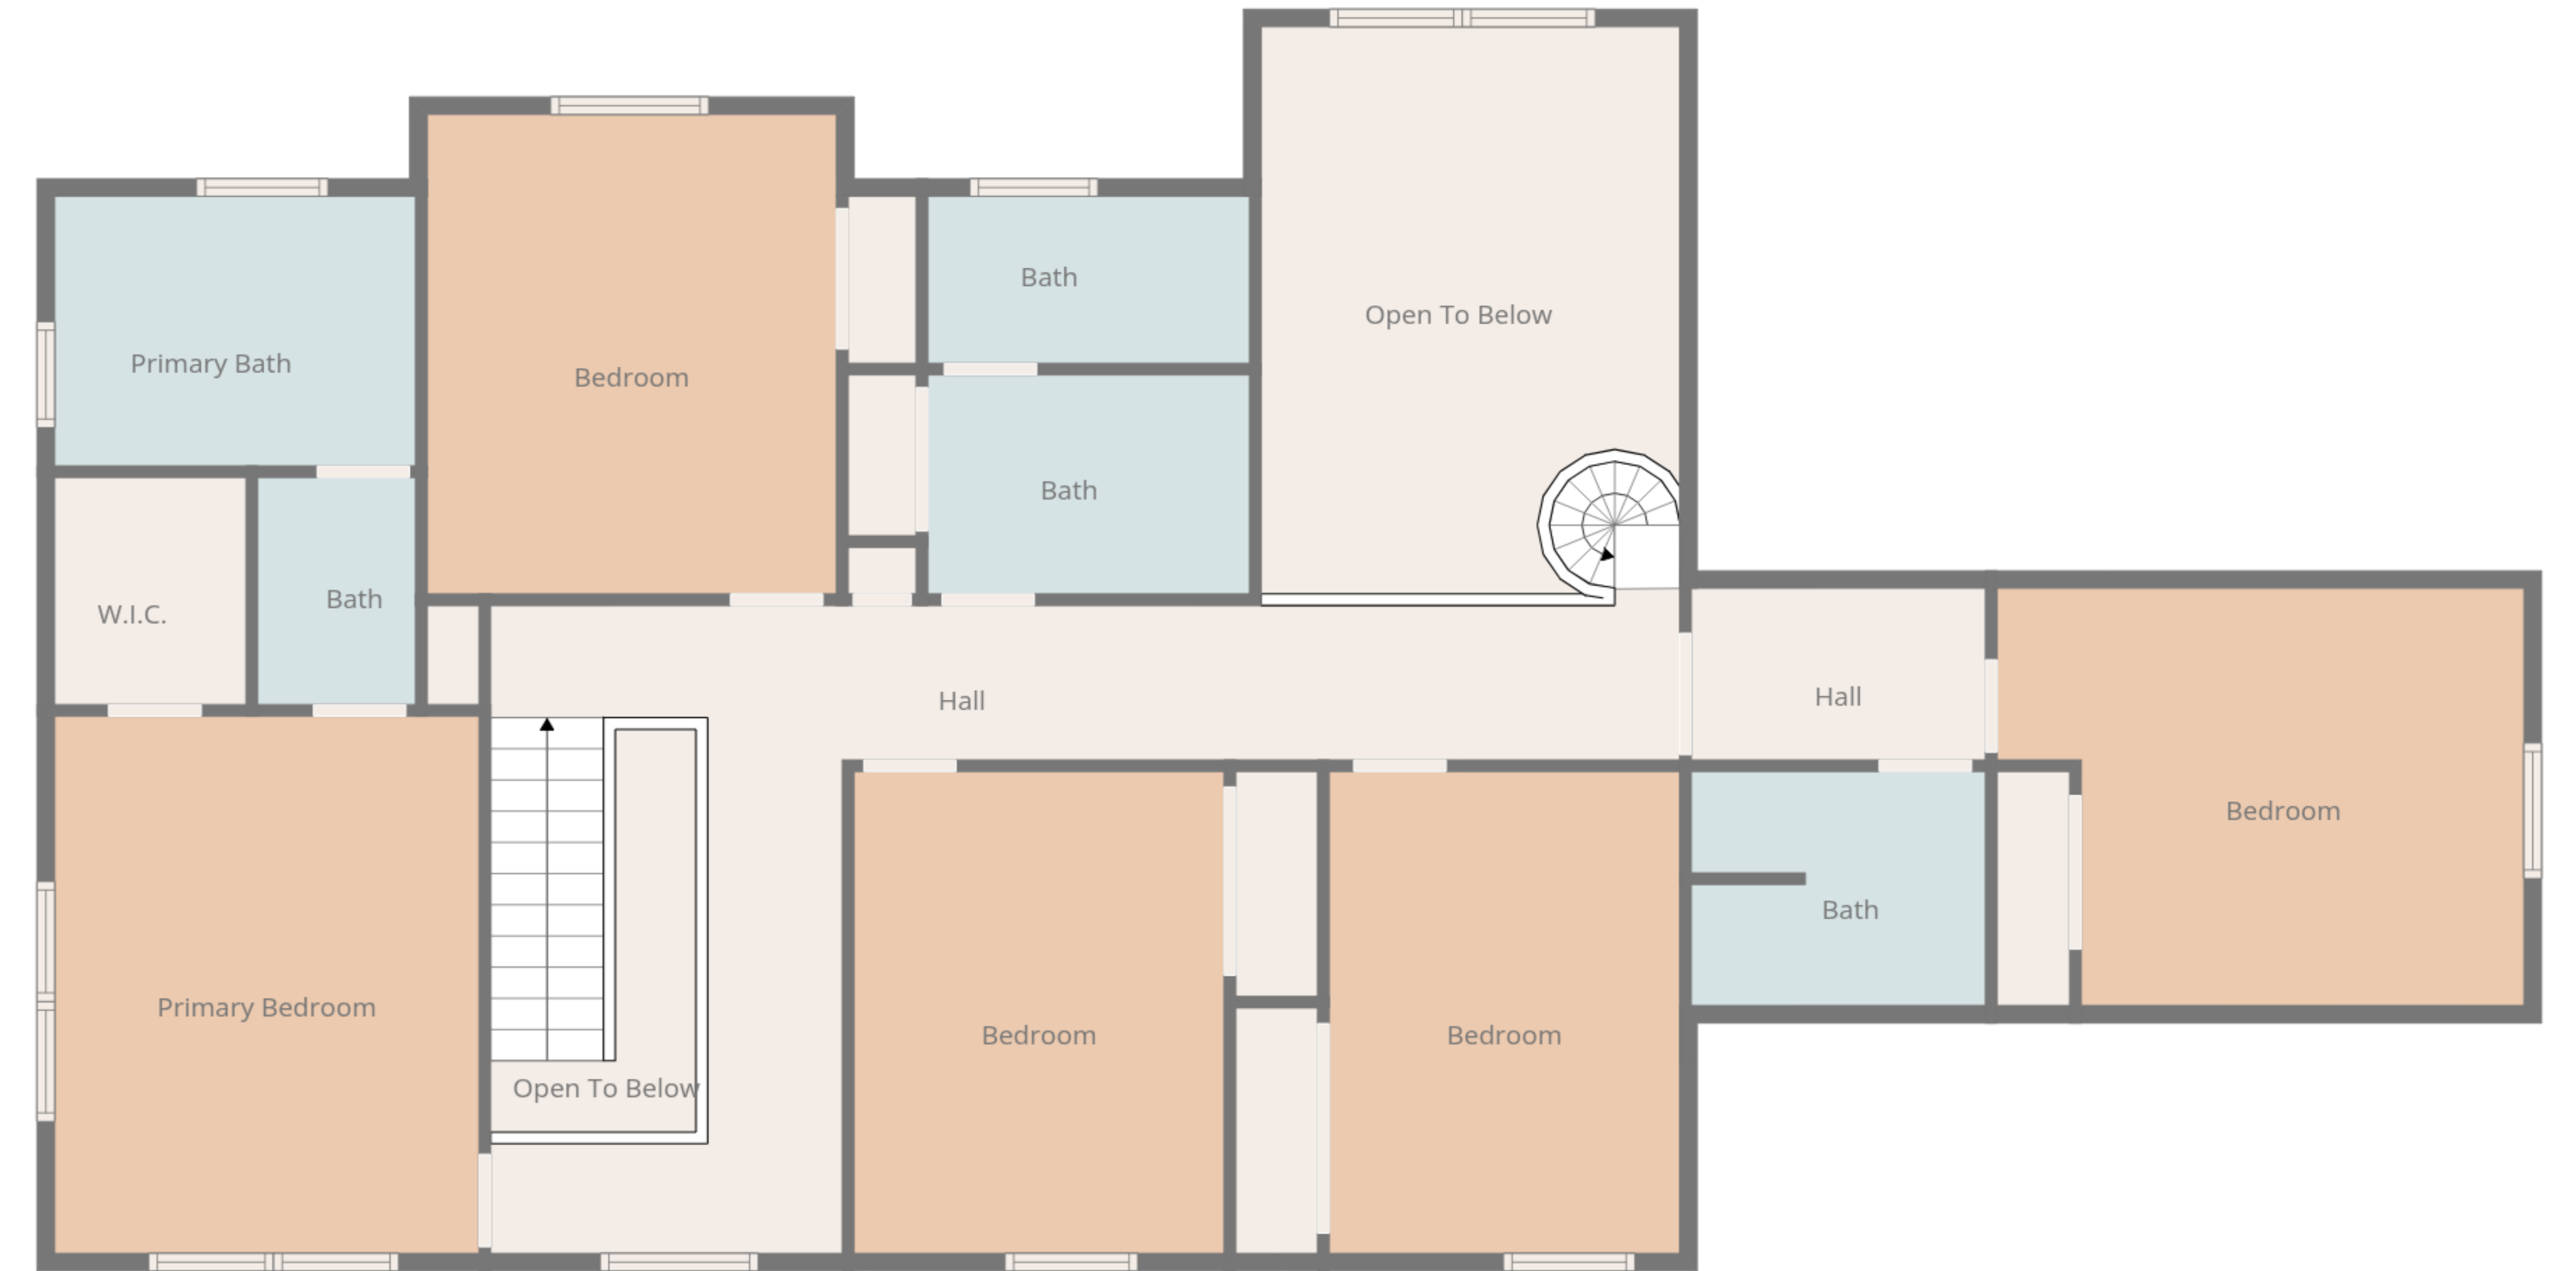 Bath
Open To Below
Primary Bath
Bedroom
Bath
Bath
W.I.C.
Hall
Hall
Bedroom
Bath
Primary Bedroom
Bedroom
Bedroom
Open To Below